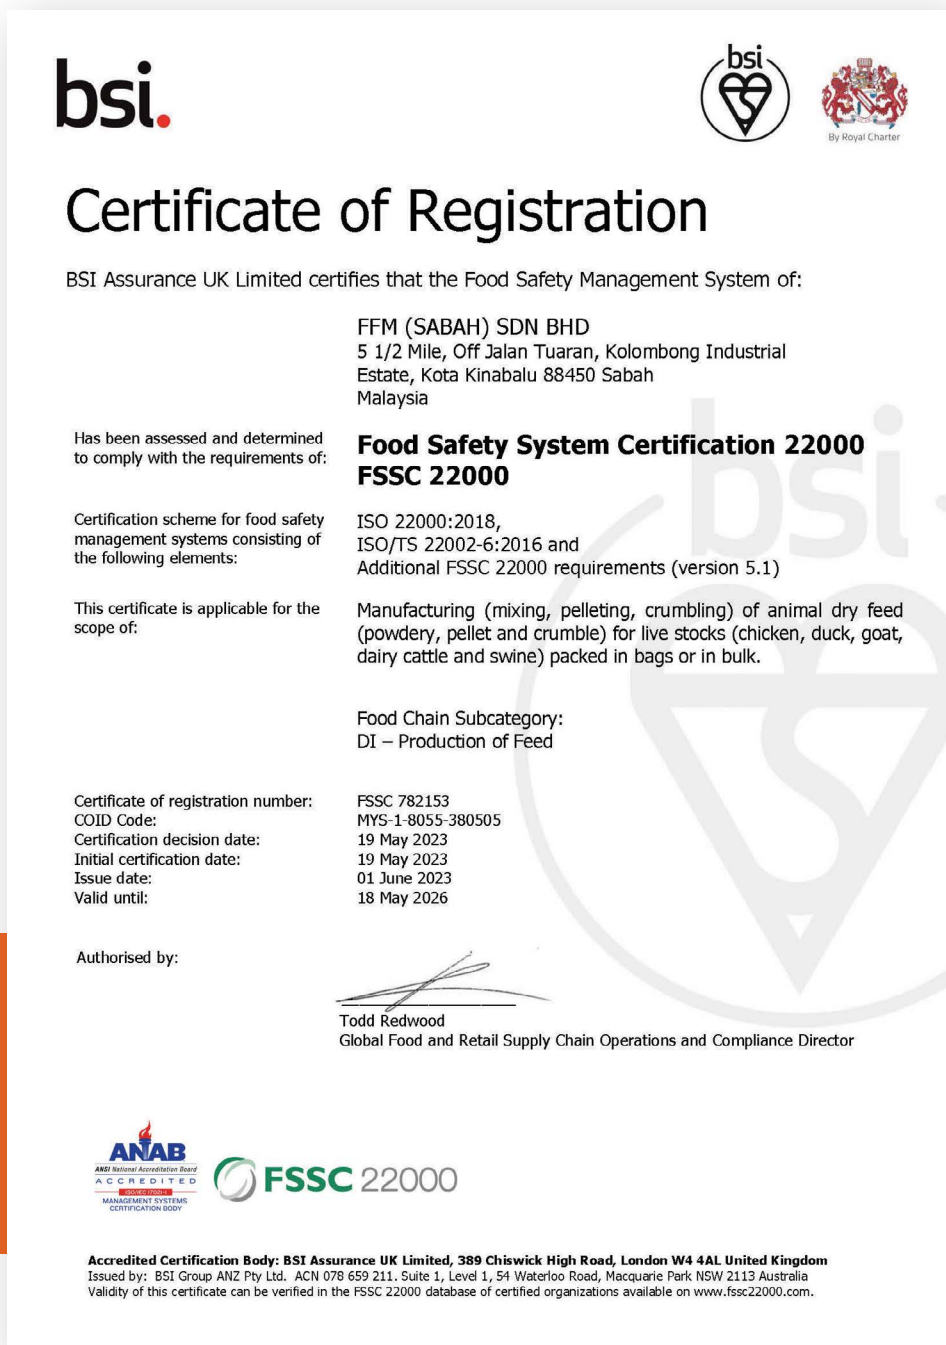 bsi.
bsi
By Royal Charter
Certificate of Registration
BSI Assurance UK Limited certifies that the Food Safety Management System of:
FFM (SABAH) SDN BHD
5 1/2 Mile, Off Jalan Tuaran, Kolombong Industrial
Estate, Kota Kinabalu 88450 Sabah
Malaysia
Has been assessed and determined
to comply with the requirements of:
Food Safety System Certification 22000
FSSC 22000
Certification scheme for food safety
management systems consisting of
the following elements:
ISO 22000:2018,
ISO/TS 22002-6:2016 and
Additional FSSC 22000 requirements (version 5.1)
This certificate is applicable for the
scope of:
Manufacturing (mixing, pelleting, crumbling) of animal dry feed
(powdery, pellet and crumble) for live stocks (chicken, duck, goat,
dairy cattle and swine) packed in bags or in bulk.
Food Chain Subcategory:
DI – Production of Feed
Certificate of registration number: FSSC 782153
COID Code: MYS-1-8055-380505
Certification decision date: 19 May 2023
Initial certification date: 19 May 2023
Issue date: 01 June 2023
Valid until: 18 May 2026
bsi
Authorised by:
Todd Redwood
Global Food and Retail Supply Chain Operations and Compliance Director
ANAB
ANSI National Accreditation Board
ACCREDITED
ISO/IEC 17021-1
MANAGEMENT SYSTEMS
CERTIFICATION BODY
FSSC 22000
Accredited Certification Body: BSI Assurance UK Limited, 389 Chiswick High Road, London W4 4AL United Kingdom
Issued by: BSI Group ANZ Pty Ltd. ACN 078 659 211. Suite 1, Level 1, 54 Waterloo Road, Macquarie Park NSW 2113 Australia
Validity of this certificate can be verified in the FSSC 22000 database of certified organizations available on www.fssc22000.com.